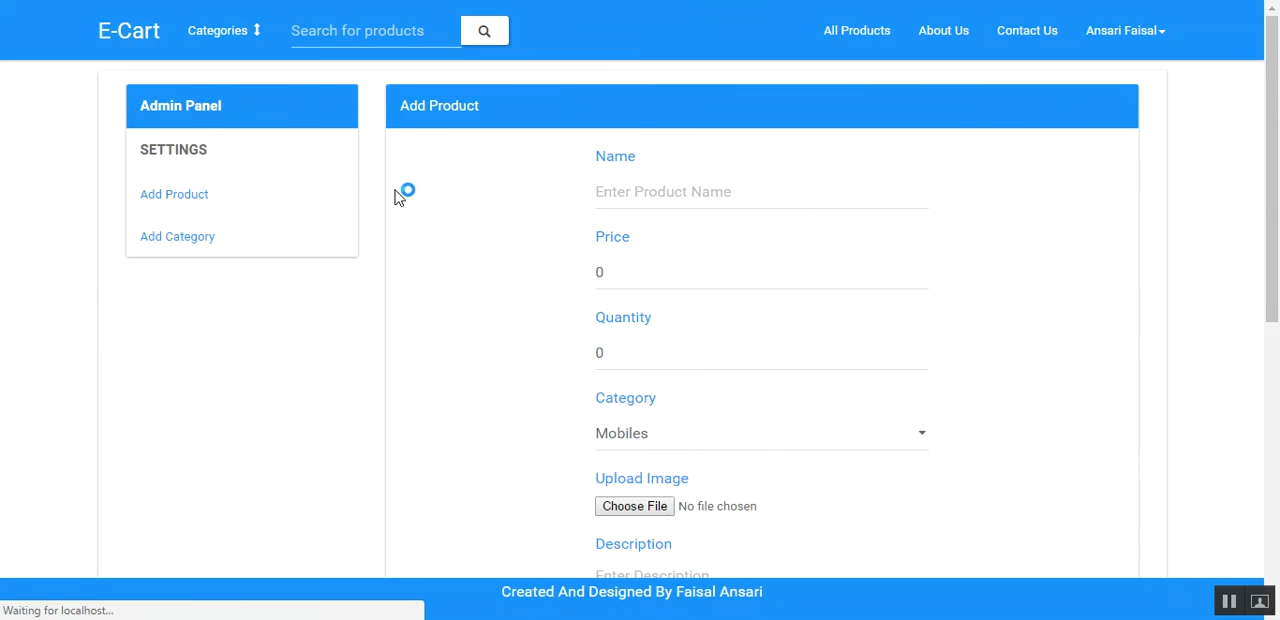 E-Cart
Categories
Search for products
All Products
About Us
Contact Us
Ansari Faisal
Admin Panel
SETTINGS
Add Product
Add Category
Add Product
Name
Enter Product Name
Price
0
Quantity
0
Category
Mobiles
Upload Image
Choose File No file chosen
Description
Enter Description
Created And Designed By Faisal Ansari
Waiting for localhost...